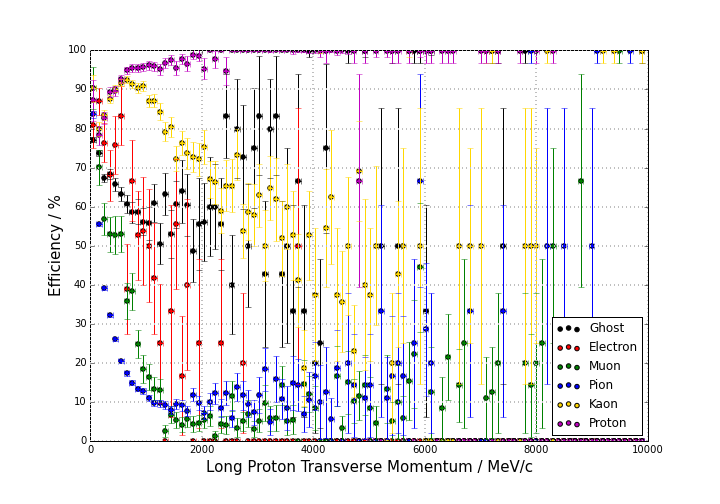 100
90
80
70
60
50
40
30
20
10
0
Efficiency / %
0 2000 4000 6000 8000 10000
Long Proton Transverse Momentum / MeV/c
Ghost
Electron
Muon
Pion
Kaon
Proton